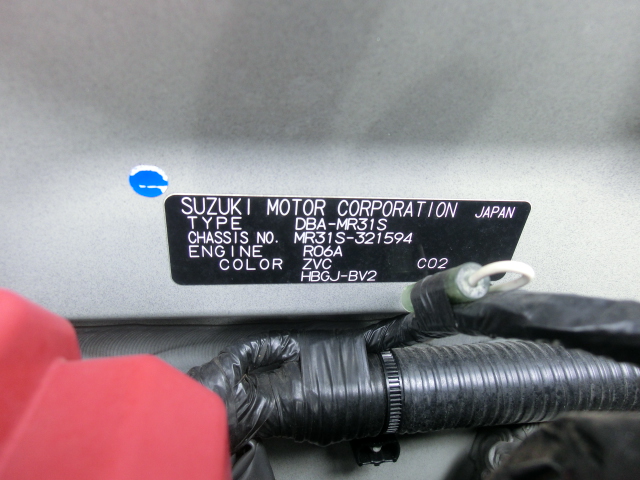 SUZUKI MOTOR CORPORATION JAPAN
TYPE DBA-MR31S
CHASSIS NO. MR31S-321594
ENGINE R06A
COLOR ZVC C02
HBGJ-BV2